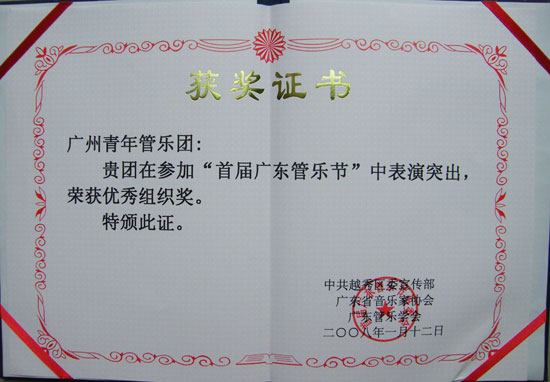 获奖证书
广州青年管乐团:
贵团在参加“首届广东管乐节”中表演突出，
荣获优秀组织奖。
特颁此证。
中共越秀区委宣传部
广东省音乐家协会
广东管乐学会
二〇〇八年一月十二日